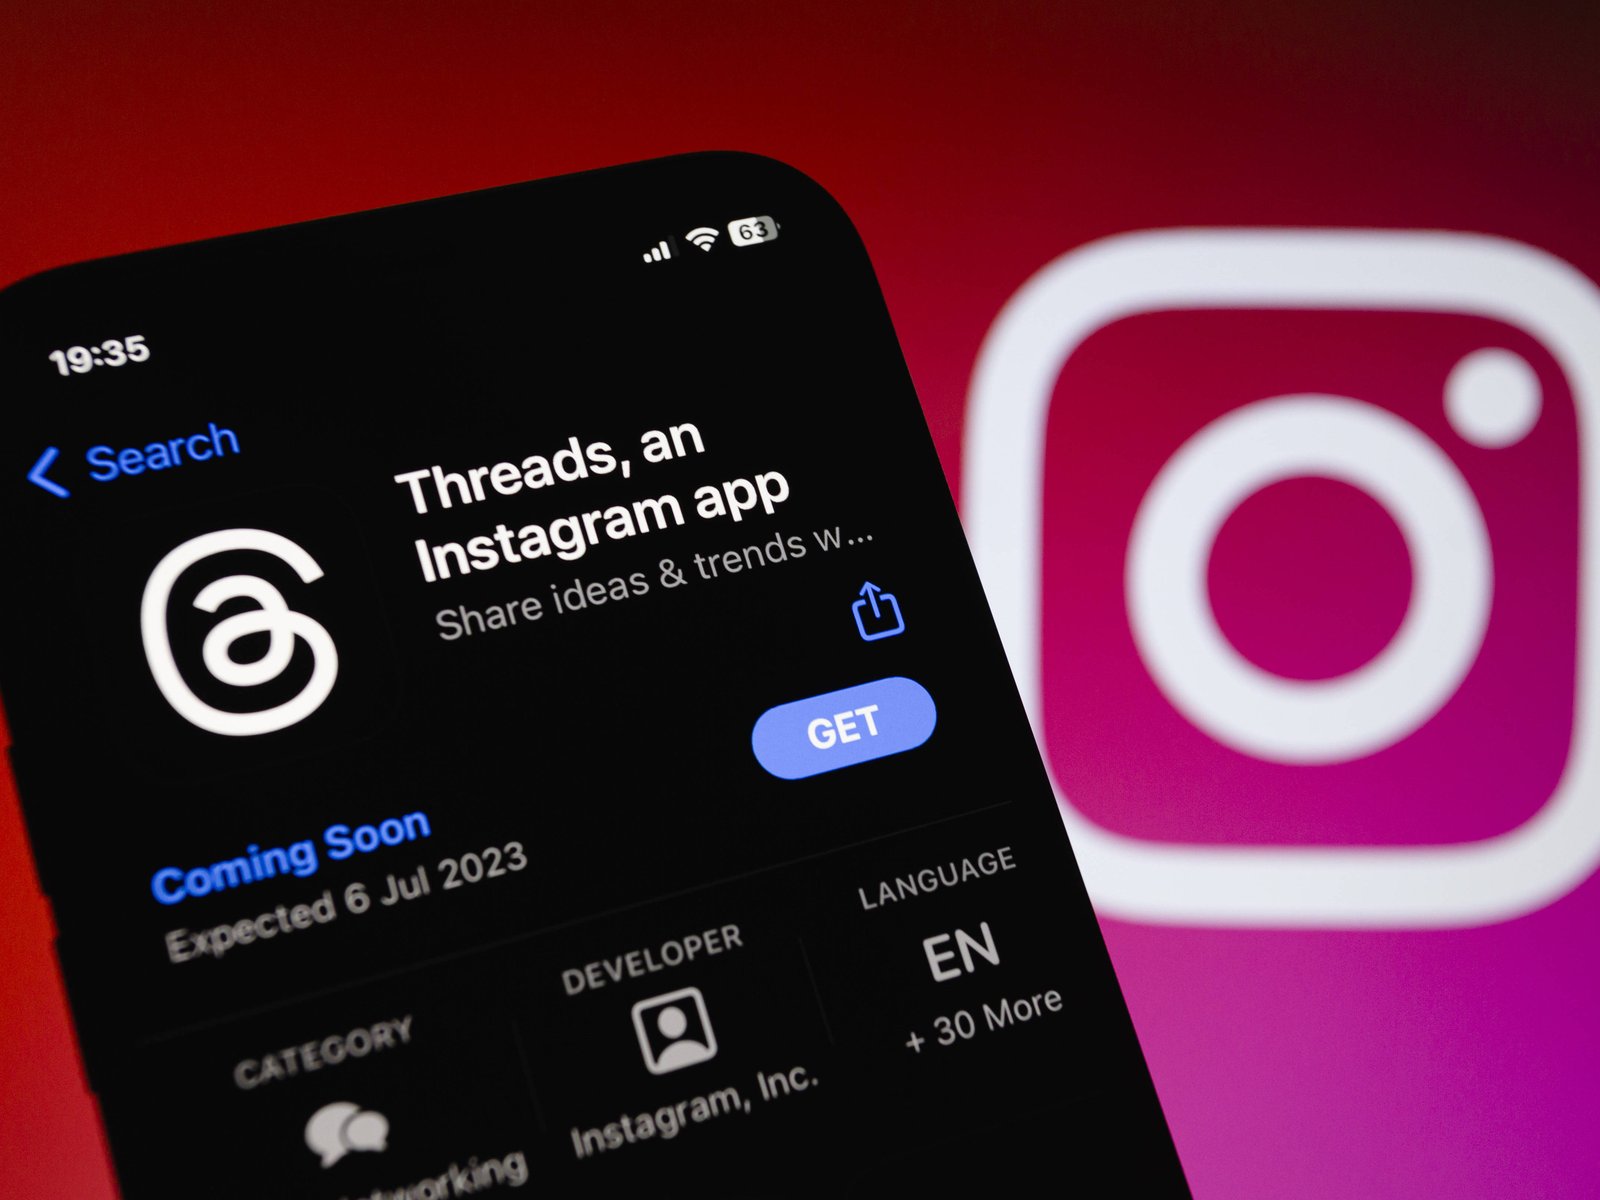 63
19:35
Search
Threads, an
Instagram app
Share ideas & trends w...
GET
Coming Soon
Expected 6 Jul 2023
CATEGORY
DEVELOPER
Instagram, Inc.
LANGUAGE
EN
+ 30 More